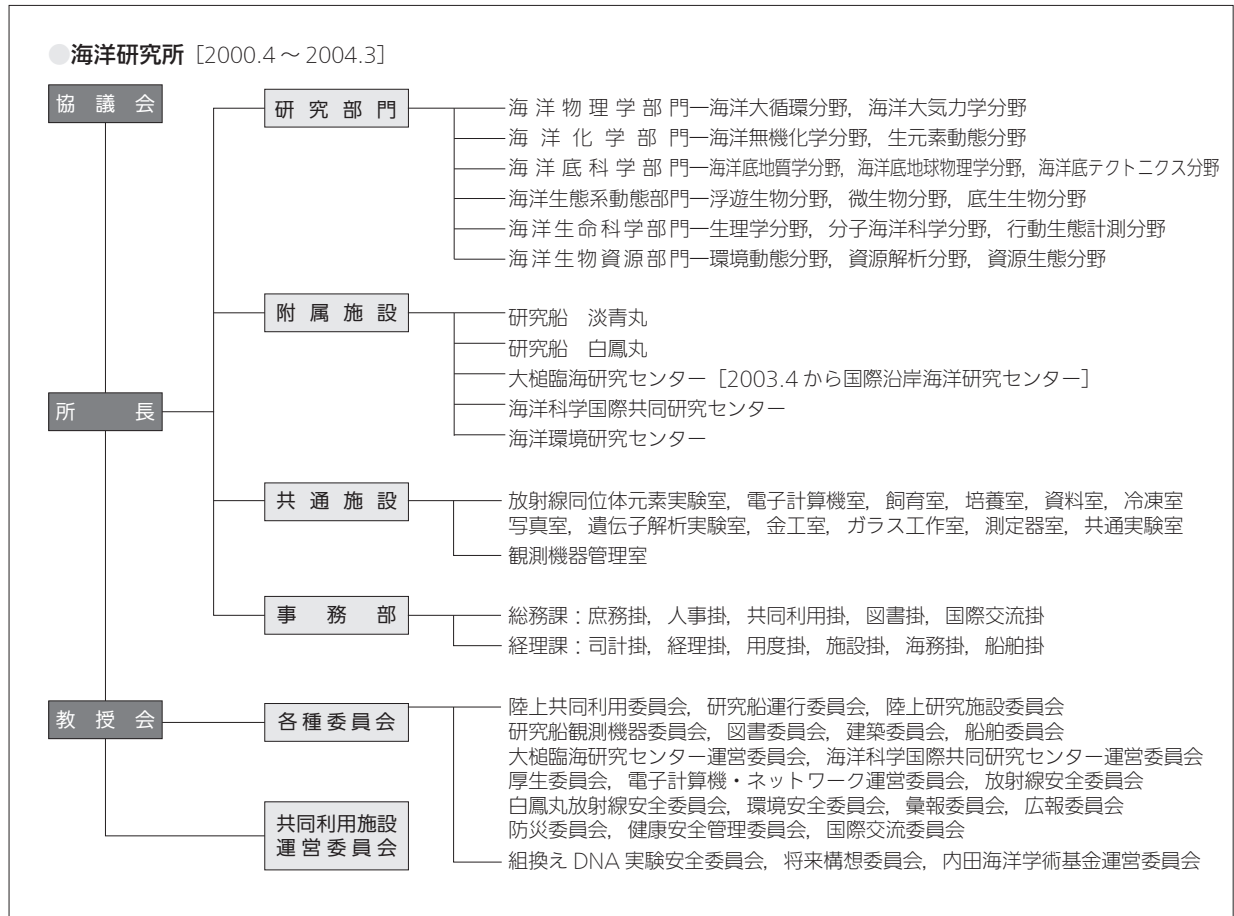 海洋研究所［2000.4～2004.3］
協議会
研究部門
海洋物理学部門―海洋大循環分野，海洋大気力学分野
海洋化学部門―海洋無機化学分野，生元素動態分野
海洋底科学部門―海洋底地質学分野，海洋底地球物理学分野，海洋底テクトニクス分野
海洋生態系動態部門―浮遊生物分野，微生物分野，底生生物分野
海洋生命科学部門―生理学分野，分子海洋科学分野，行動生態計測分野
海洋生物資源部門―環境動態分野，資源解析分野，資源生態分野
附属施設
研究船　淡青丸
研究船　白鳳丸
大槌臨海研究センター［2003.4から国際沿岸海洋研究センター］
海洋科学国際共同研究センター
海洋環境研究センター
所長
共通施設
放射線同位体元素実験室，電子計算機室，飼育室，培養室，資料室，冷凍室
写真室，遺伝子解析実験室，金工室，ガラス工作室，測定器室，共通実験室
観測機器管理室
事務部
総務課：庶務掛，人事掛，共同利用掛，図書掛，国際交流掛
経理課：司計掛，経理掛，用度掛，施設掛，海務掛，船舶掛
教授会
各種委員会
陸上共同利用委員会，研究船運行委員会，陸上研究施設委員会
研究船観測機器委員会，図書委員会，建築委員会，船舶委員会
大槌臨海研究センター運営委員会，海洋科学国際共同研究センター運営委員会
厚生委員会，電子計算機・ネットワーク運営委員会，放射線安全委員会
白鳳丸放射線安全委員会，環境安全委員会，彙報委員会，広報委員会
防災委員会，健康安全管理委員会，国際交流委員会
組換えDNA実験安全委員会，将来構想委員会，内田海洋学術基金運営委員会
共同利用施設
運営委員会